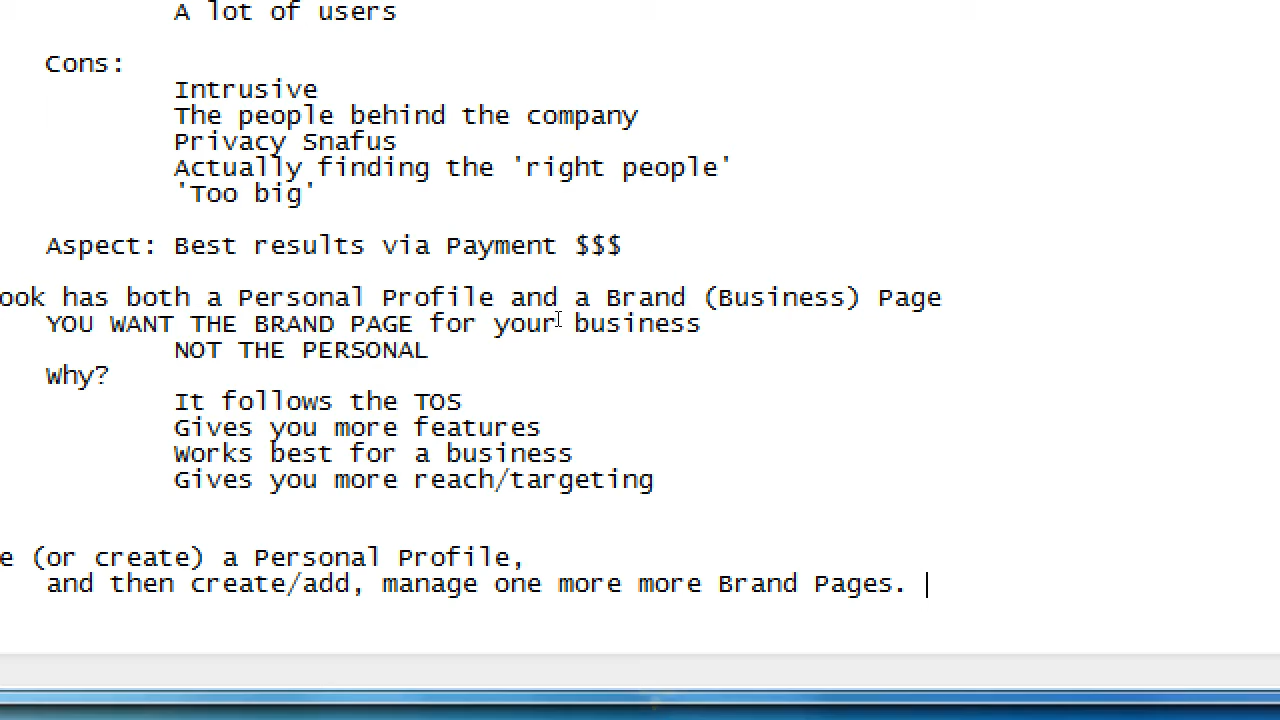 A lot of users
Cons:
Intrusive
The people behind the company
Privacy Snafus
Actually finding the 'right people'
'Too big'
Aspect: Best results via Payment $$$
ook has both a Personal Profile and a Brand (Business) Page
YOU WANT THE BRAND PAGE for your business
NOT THE PERSONAL
Why?
It follows the TOS
Gives you more features
Works best for a business
Gives you more reach/targeting
e (or create) a Personal Profile,
and then create/add, manage one more more Brand Pages.